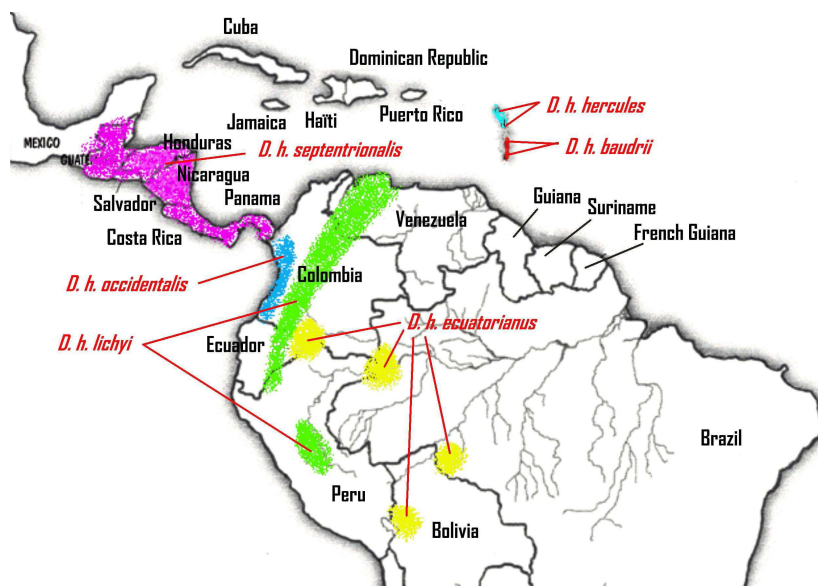 Cuba
Dominican Republic
D. h. hercules
Puerto Rico
Jamaica
Haïti
D. h. baudrii
MEXICO
Honduras
D. h. septentrionalis
GUATE.
Nicaragua
Guiana
Salvador
Panama
Suriname
Venezuela
Costa Rica
French Guiana
D. h. occidentalis
Colombia
D. h. ecuatorianus
D. h. lichyi
Ecuador
Brazil
Peru
Bolivia